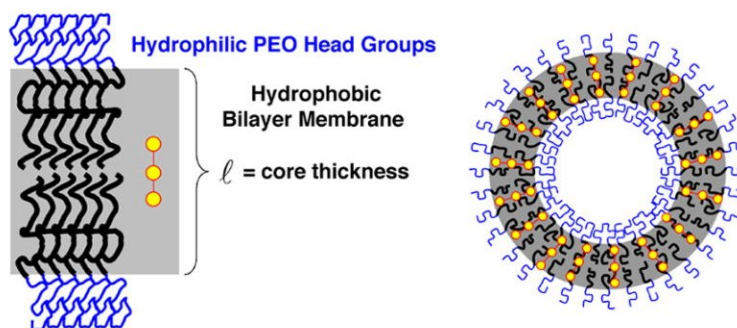 Hydrophilic PEO Head Groups
Hydrophobic
Bilayer Membrane
ℓ = core thickness